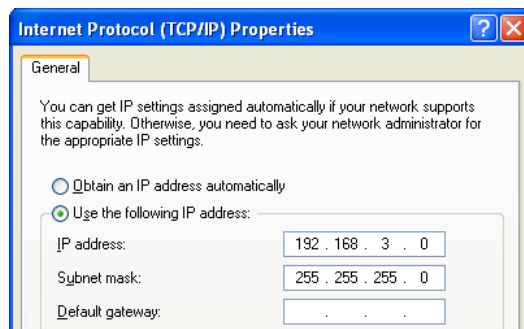 Internet Protocol (TCP/IP) Properties
General
You can get IP settings assigned automatically if your network supports
this capability. Otherwise, you need to ask your network administrator for
the appropriate IP settings.
Obtain an IP address automatically
Use the following IP address:
IP address: 192 . 168 . 3 . 0
Subnet mask: 255 . 255 . 255 . 0
Default gateway: . . .